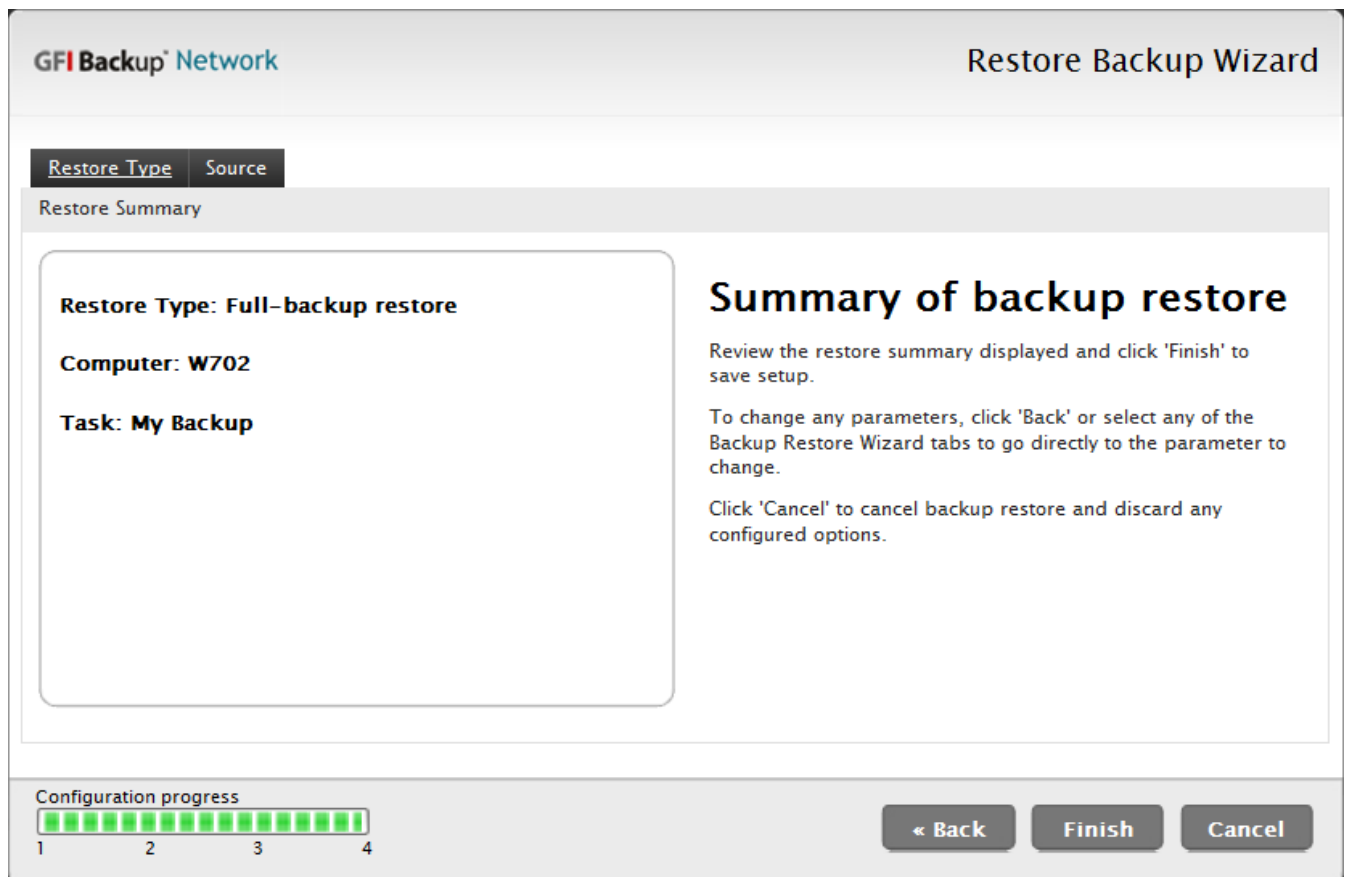 GFI Backup Network
Restore Backup Wizard
Restore Type
Source
Restore Summary
Restore Type: Full-backup restore
Computer: W702
Task: My Backup
Summary of backup restore
Review the restore summary displayed and click 'Finish' to
save setup.
To change any parameters, click 'Back' or select any of the
Backup Restore Wizard tabs to go directly to the parameter to
change.
Click 'Cancel' to cancel backup restore and discard any
configured options.
Configuration progress
1 2 3 4
« Back
Finish
Cancel